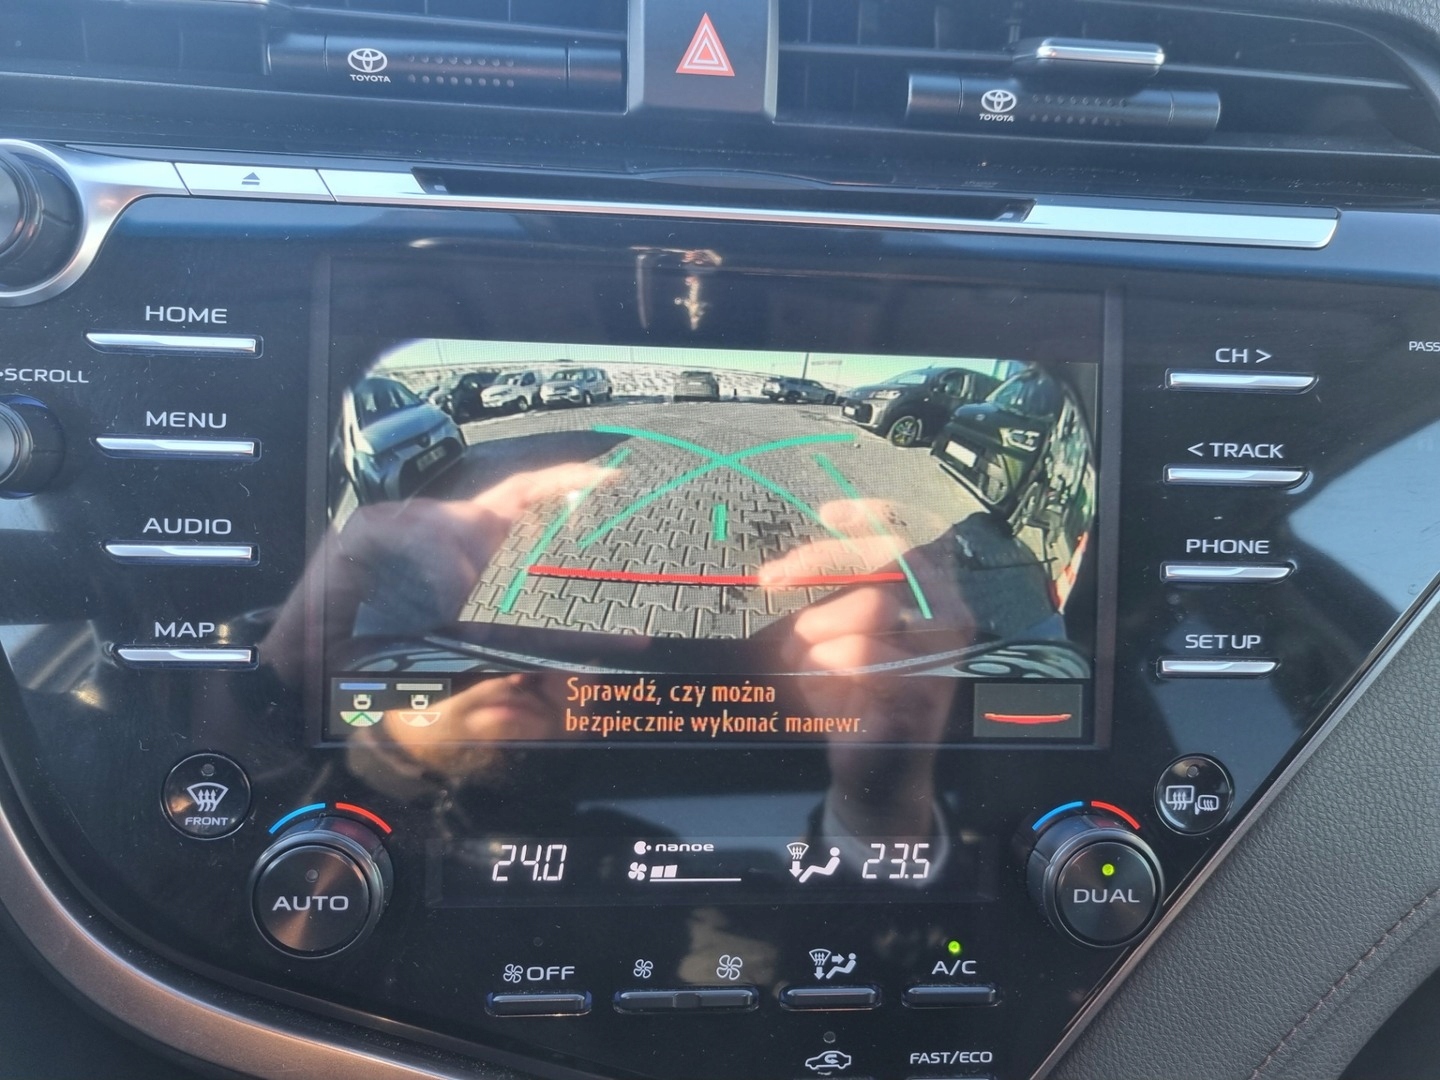 TOYOTA
TOYOTA
HOME
SCROLL
MENU
AUDIO
MAP
CH >
PASS
< TRACK
PHONE
SETUP
Sprawdź, czy można
bezpiecznie wykonać manewr.
FRONT
24.0
nanoe
23.5
AUTO
DUAL
OFF
A/C
FAST/ECO